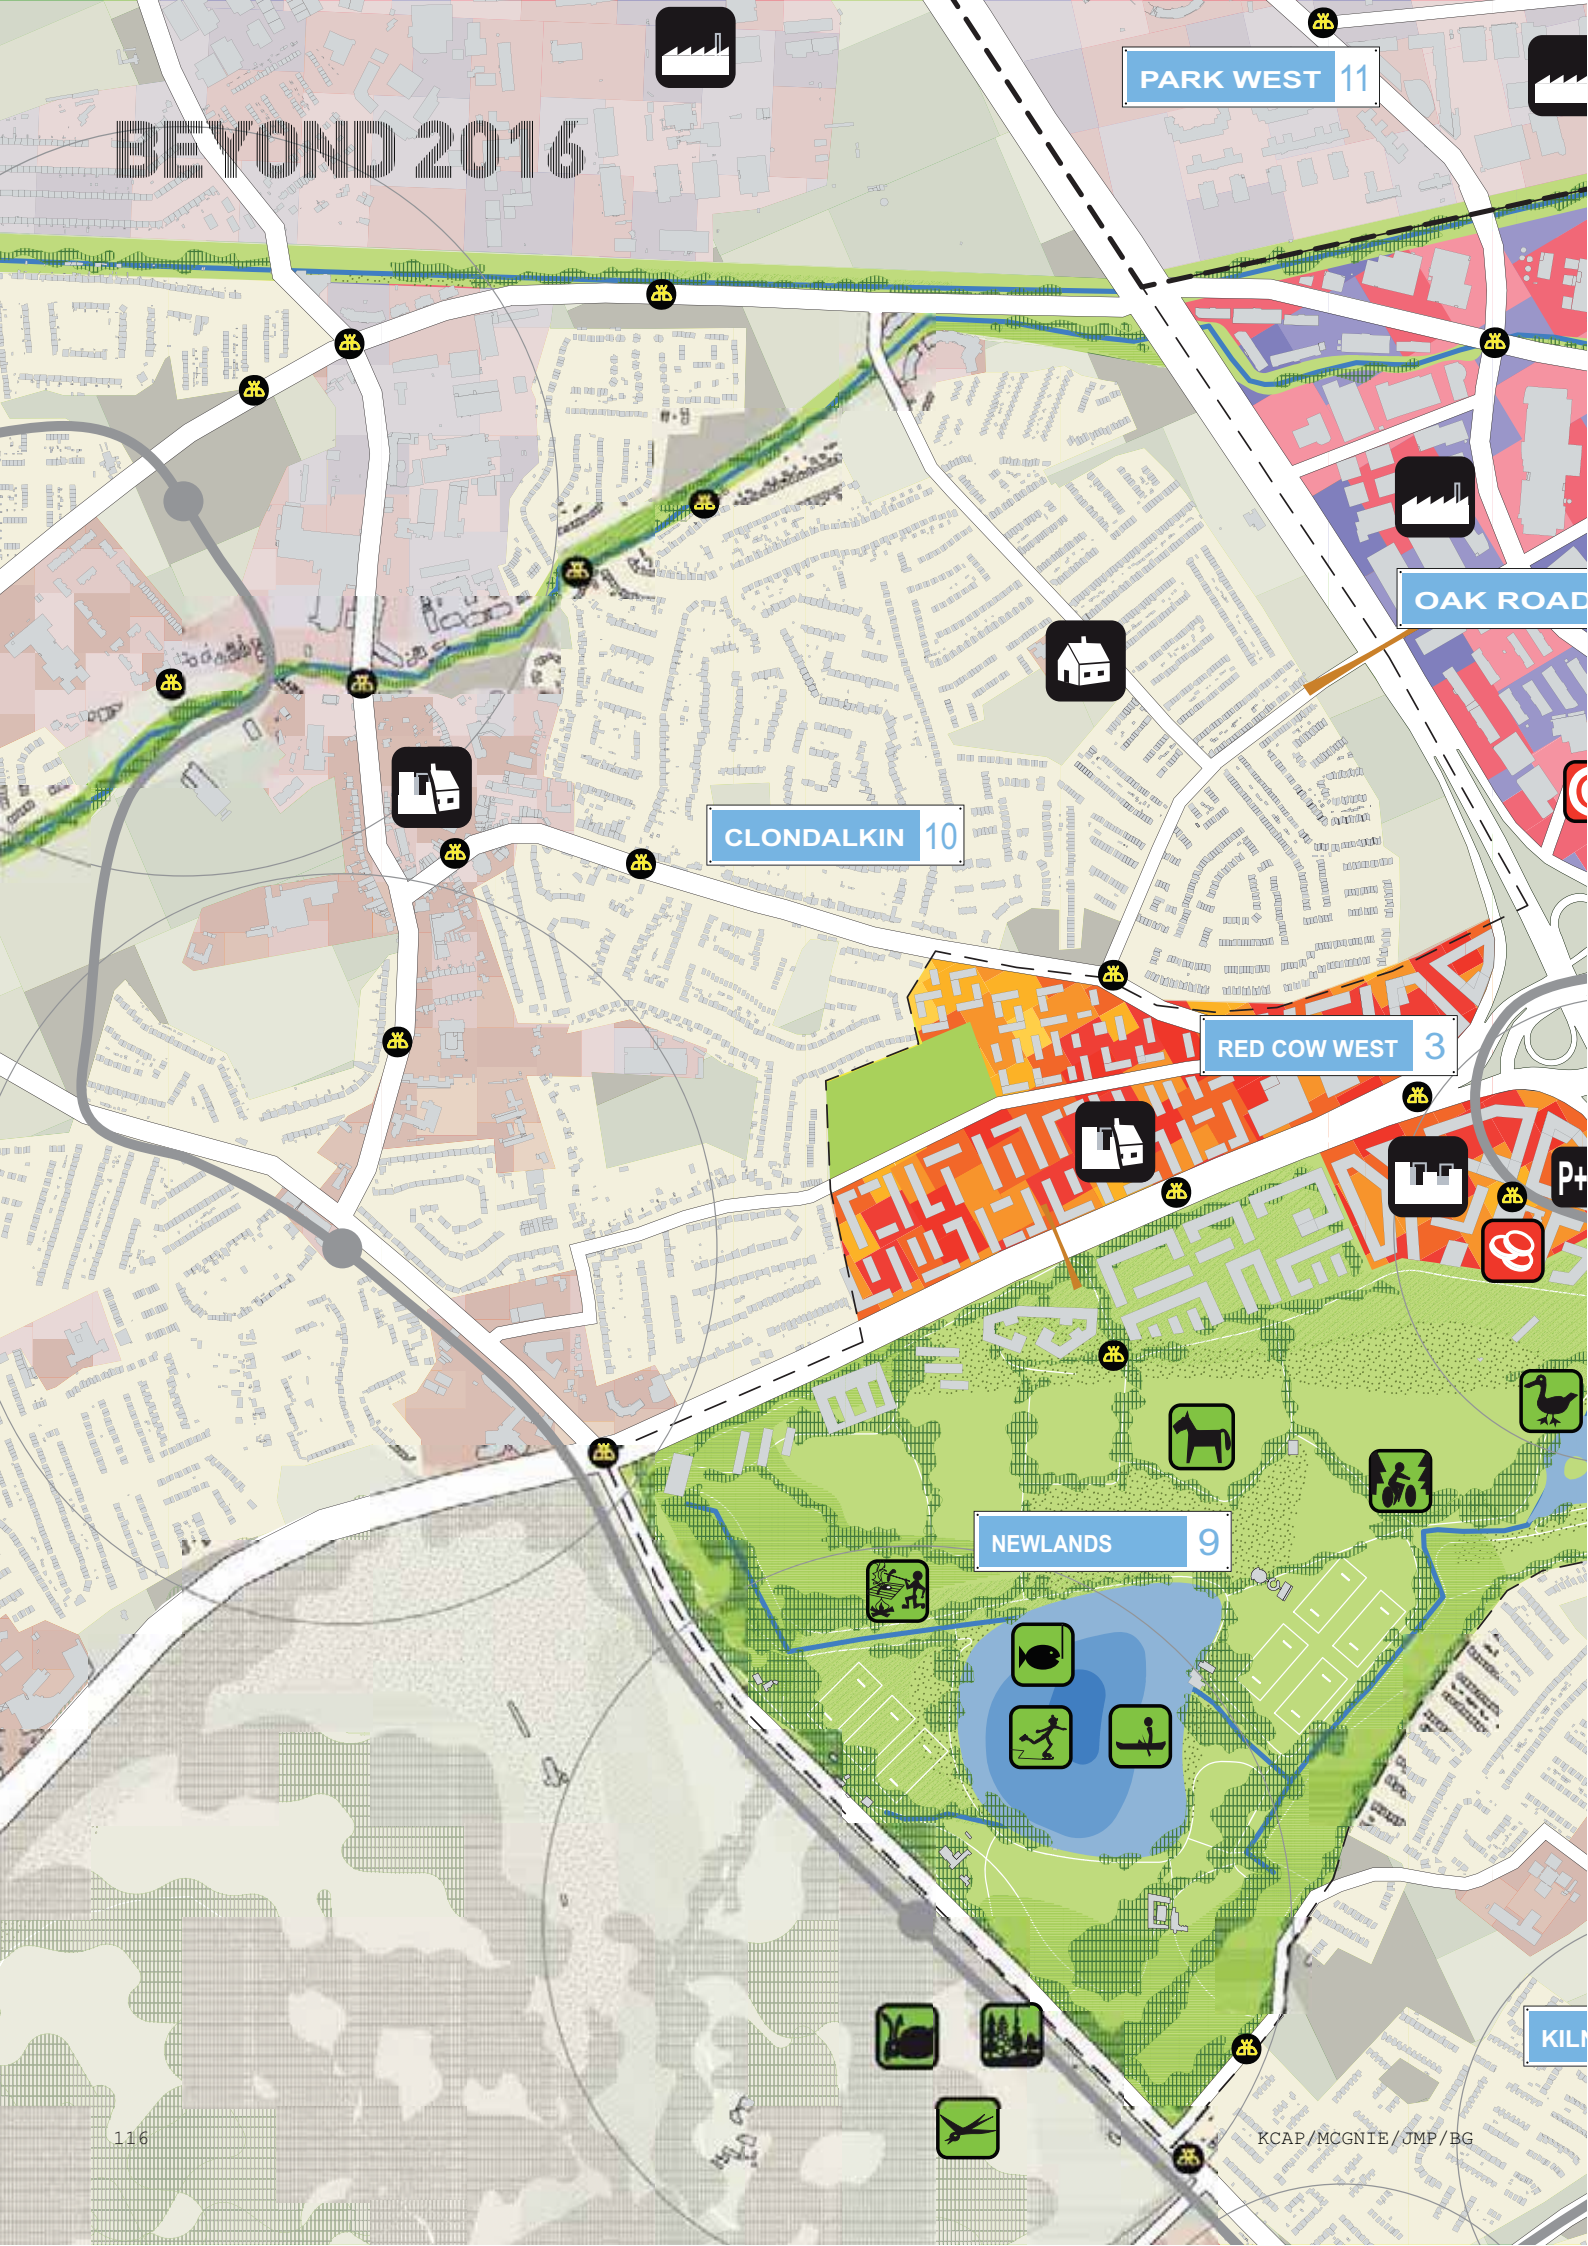 PARK WEST 11
BEYOND 2016
OAK ROAD
CLONDALKIN 10
RED COW WEST 3
P+
NEWLANDS 9
116
KCAP/MCGNIE/JMP/BG